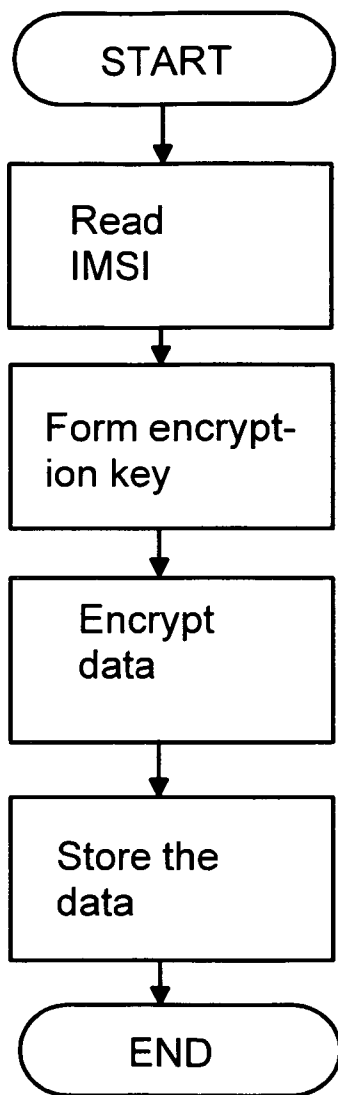 START
Read
IMSI
Form encrypt-
ion key
Encrypt
data
Store the
data
END